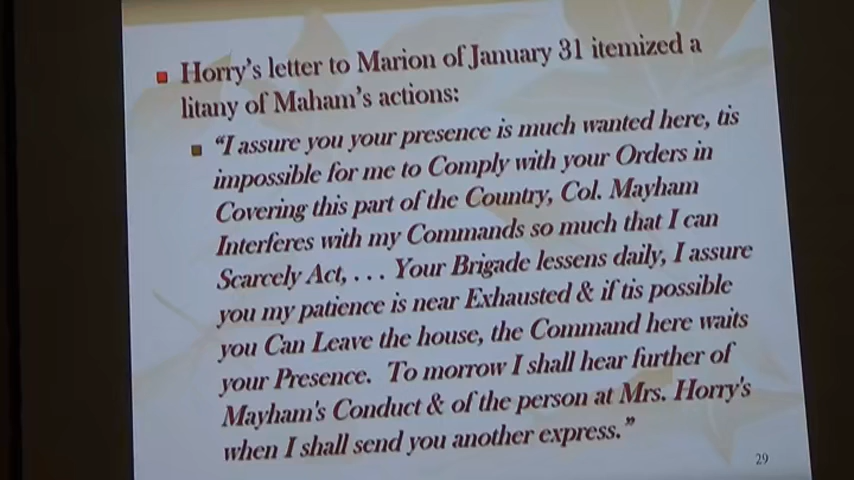 Horry's letter to Marion of January 31 itemized a
litany of Maham's actions:
"I assure you your presence is much wanted here, tis
impossible for me to Comply with your Orders in
Covering this part of the Country, Col. Mayham
Interferes with my Commands so much that I can
Scarcely Act, . . . Your Brigade lessens daily, I assure
you my patience is near Exhausted & if tis possible
you Can Leave the house, the Command here waits
your Presence. To morrow I shall hear further of
Mayham's Conduct & of the person at Mrs. Horry's
when I shall send you another express."
29